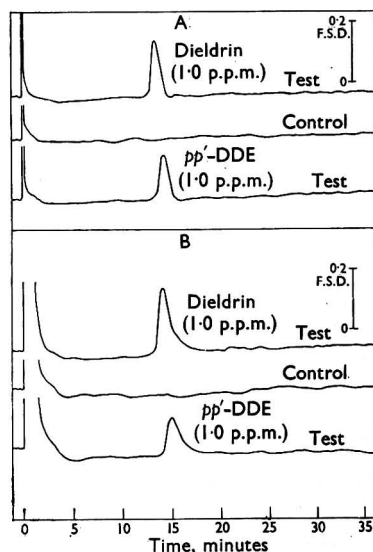 A
0·2
F.S.D.
0
Dieldrin
(1·0 p.p.m.)
Test
Control
pp'-DDE
(1·0 p.p.m.)
Test
B
0·2
F.S.D.
0
Dieldrin
(1·0 p.p.m.)
Test
Control
pp'-DDE
(1·0 p.p.m.)
Test
0 5 10 15 20 25 30 35
Time, minutes